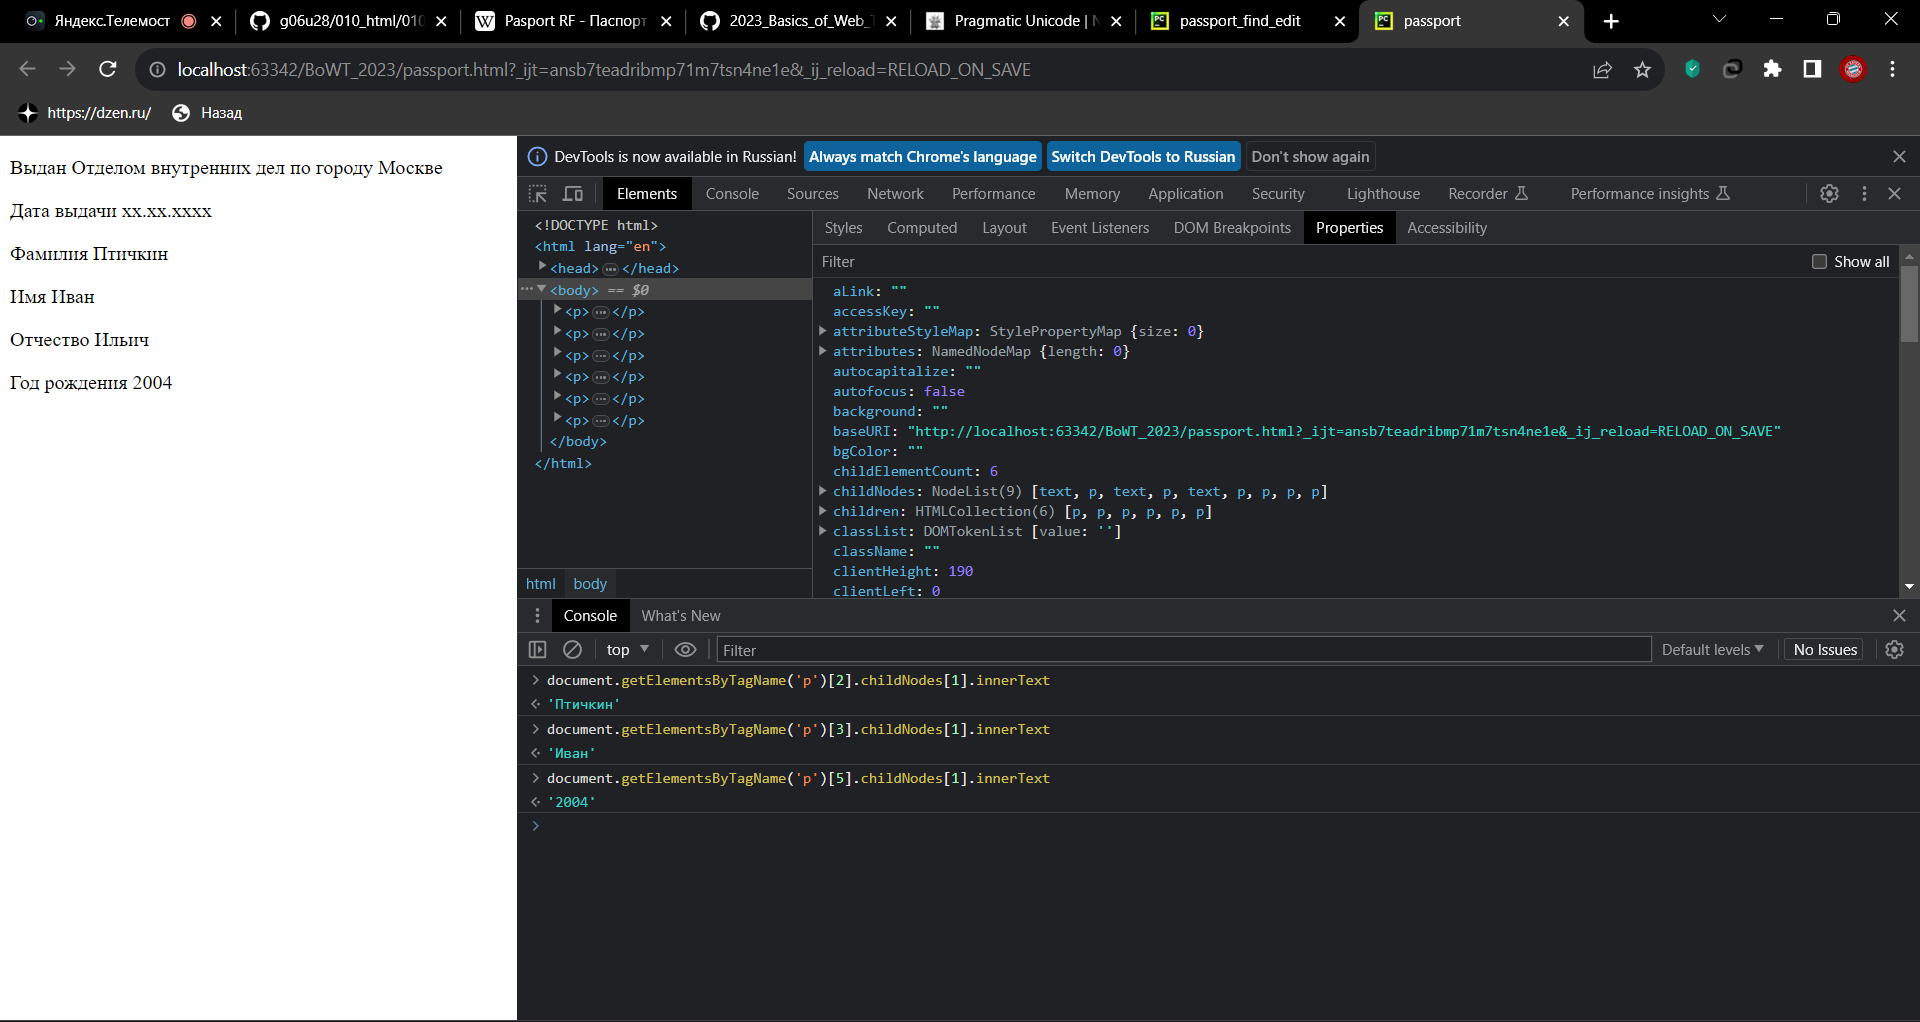 Яндекс.Телемост
g06u28/010_html/010
Pasport RF - Паспорт
2023_Basics_of_Web_T
Pragmatic Unicode | N
passport_find_edit
passport
localhost:63342/BoWT_2023/passport.html?_ijt=ansb7teadribmp71m7tsn4ne1e&_ij_reload=RELOAD_ON_SAVE
https://dzen.ru/
Назад
Выдан Отделом внутренних дел по городу Москве
Дата выдачи xx.xx.xxxx
Фамилия Птичкин
Имя Иван
Отчество Ильич
Год рождения 2004
DevTools is now available in Russian! Always match Chrome's language Switch DevTools to Russian Don't show again
Elements Console Sources Network Performance Memory Application Security Lighthouse Recorder Performance insights
<!DOCTYPE html>
<html lang="en">
<head>…</head>
<body> == $0
<p>…</p>
<p>…</p>
<p>…</p>
<p>…</p>
<p>…</p>
<p>…</p>
</body>
</html>
html body
Styles Computed Layout Event Listeners DOM Breakpoints Properties Accessibility
Filter Show all
aLink: ""
accessKey: ""
attributeStyleMap: StylePropertyMap {size: 0}
attributes: NamedNodeMap {length: 0}
autocapitalize: ""
autofocus: false
background: ""
baseURI: "http://localhost:63342/BoWT_2023/passport.html?_ijt=ansb7teadribmp71m7tsn4ne1e&_ij_reload=RELOAD_ON_SAVE"
bgColor: ""
childElementCount: 6
childNodes: NodeList(9) [text, p, text, p, text, p, p, p, p]
children: HTMLCollection(6) [p, p, p, p, p, p]
classList: DOMTokenList [value: '']
className: ""
clientHeight: 190
clientLeft: 0
Console What's New
top Filter Default levels No Issues
document.getElementsByTagName('p')[2].childNodes[1].innerText
'Птичкин'
document.getElementsByTagName('p')[3].childNodes[1].innerText
'Иван'
document.getElementsByTagName('p')[5].childNodes[1].innerText
'2004'